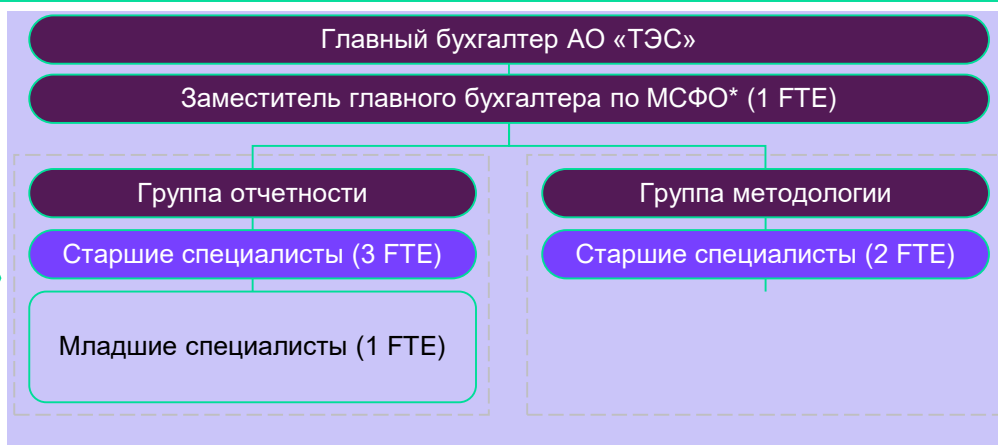 Главный бухгалтер АО «ТЭС»
Заместитель главного бухгалтера по МСФО* (1 FTE)
Группа отчетности
Группа методологии
Старшие специалисты (3 FTE)
Старшие специалисты (2 FTE)
Младшие специалисты (1 FTE)